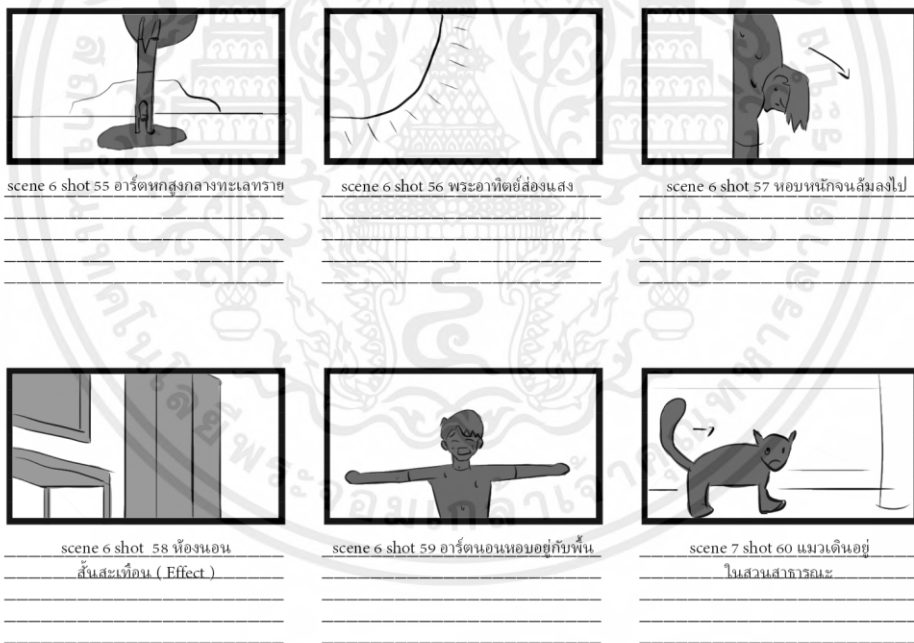 scene 6 shot 55 อาร์ตหกสูงกลางทะเลทราย
scene 6 shot 56 พระอาทิตย์ส่องแสง
scene 6 shot 57 หอบหนักจนล้มลงไป
scene 6 shot 58 ห้องนอน
สั่นสะเทือน ( Effect )
scene 6 shot 59 อาร์ตนอนหอบอยู่กับพื้น
scene 7 shot 60 แมวเดินอยู่
ในสวนสาธารณะ